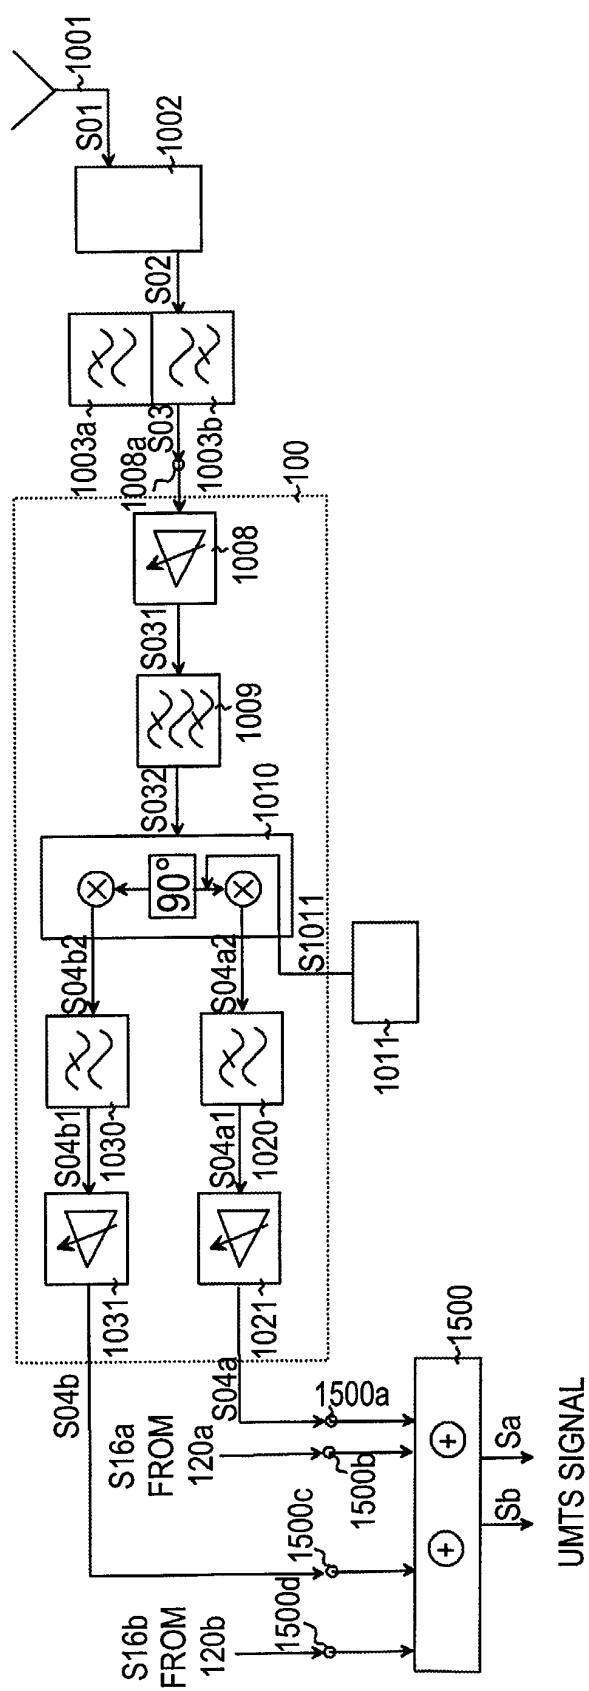 1001
S01
1002
S02
1003a
1003b
S03
1008a
100
1008
S031
1009
S032
1010
90°
S04b2
S04a2
S1011
1011
1030
1020
S04b1
S04a1
1031
1021
S04b
S04a
S16a
FROM
120a
S16b
FROM
120b
1500a
1500b
1500c
1500d
1500
Sa
Sb
UMTS SIGNAL